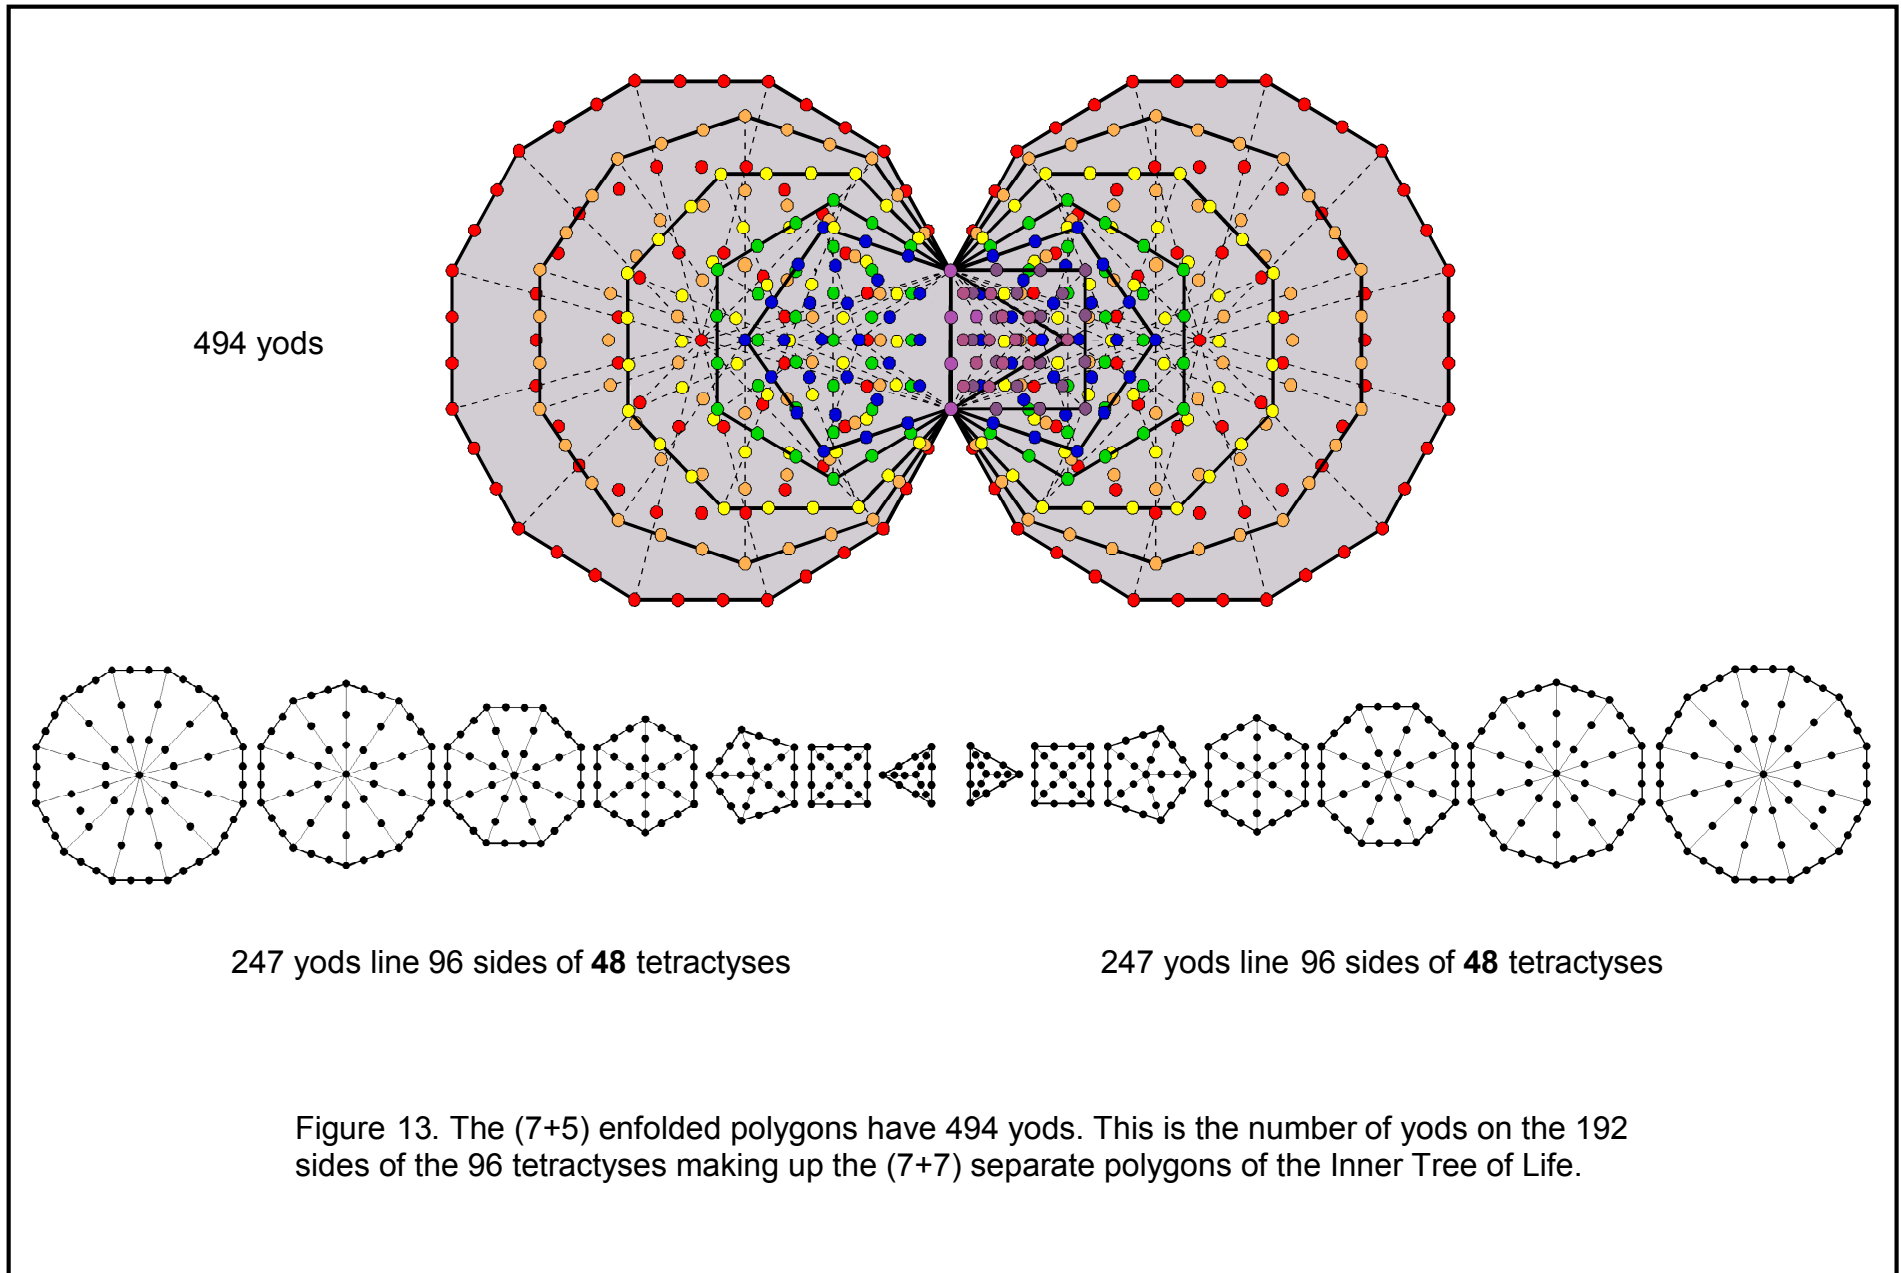 494 yods
247 yods line 96 sides of 48 tetractyses
247 yods line 96 sides of 48 tetractyses
Figure 13. The (7+5) enfolded polygons have 494 yods. This is the number of yods on the 192
sides of the 96 tetractyses making up the (7+7) separate polygons of the Inner Tree of Life.